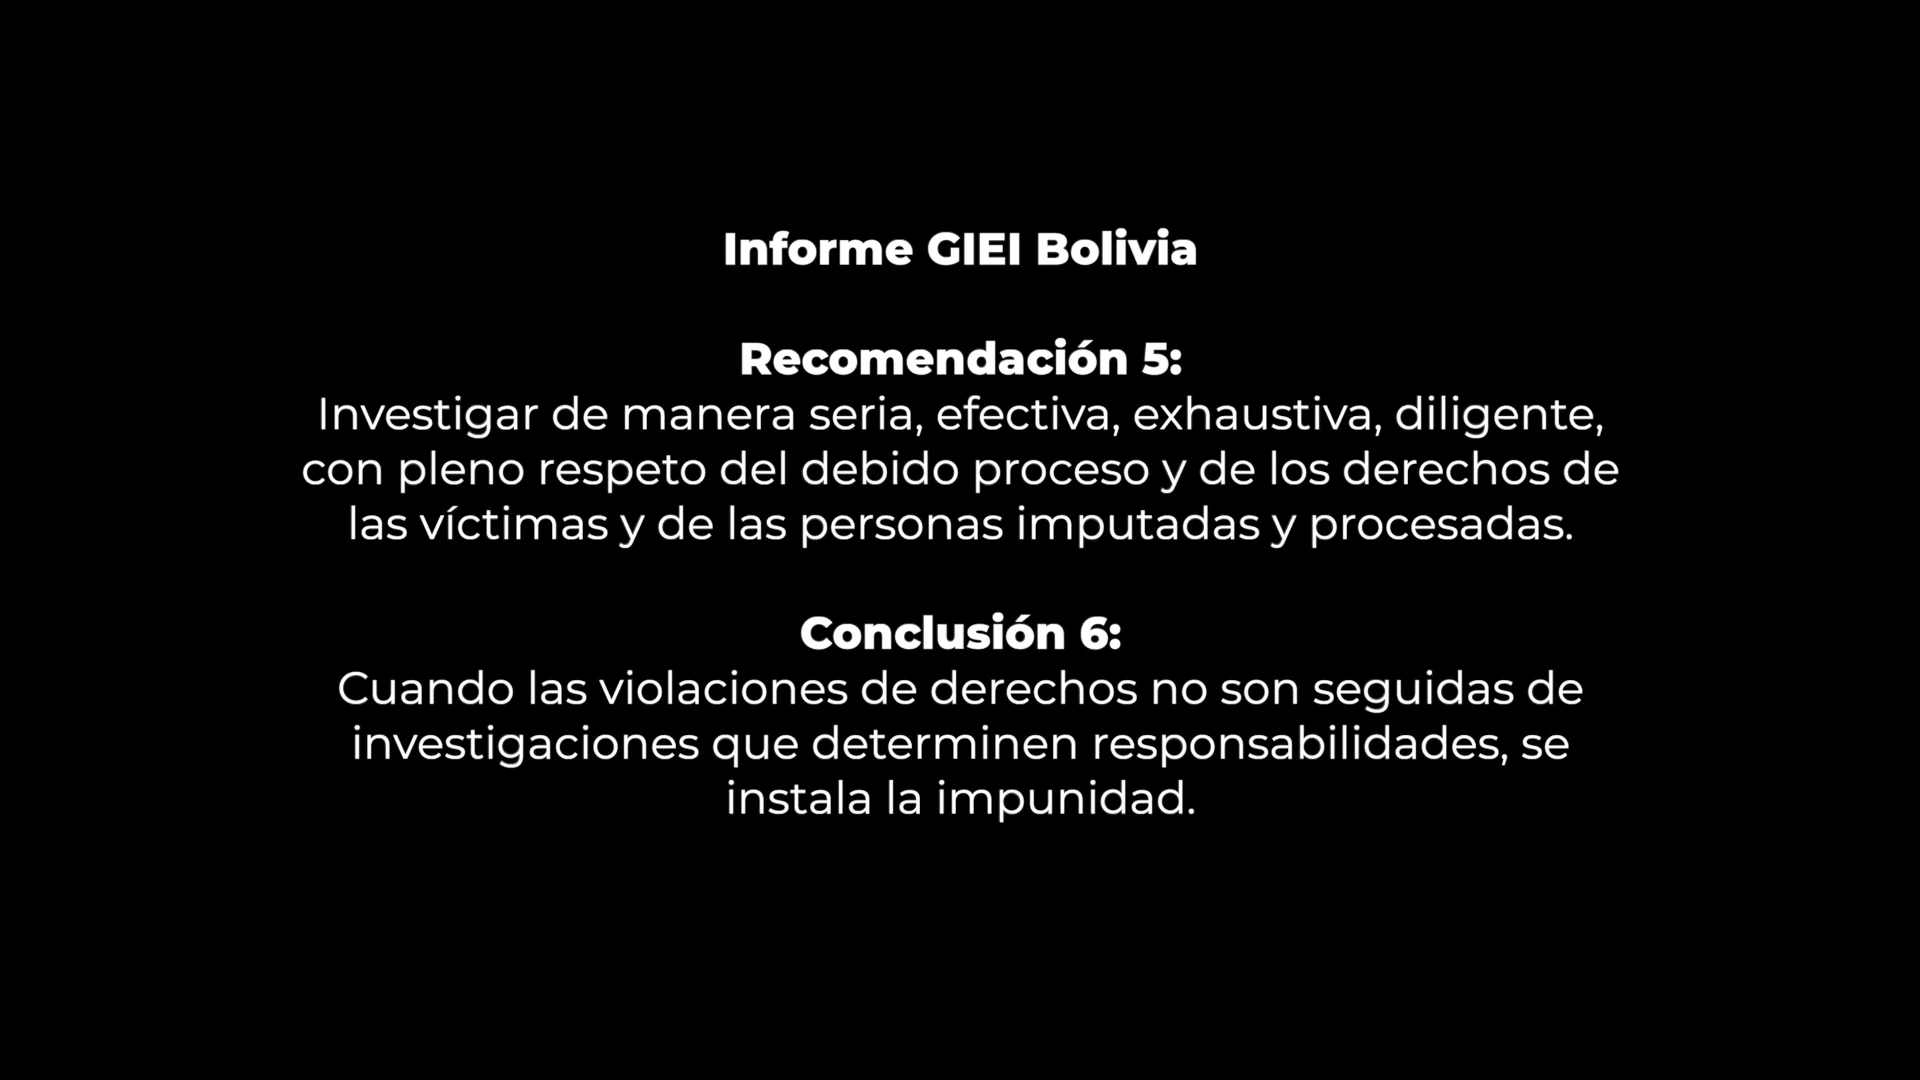 Informe GIEI Bolivia
Recomendación 5:
Investigar de manera seria, efectiva, exhaustiva, diligente,
con pleno respeto del debido proceso y de los derechos de
las víctimas y de las personas imputadas y procesadas.
Conclusión 6:
Cuando las violaciones de derechos no son seguidas de
investigaciones que determinen responsabilidades, se
instala la impunidad.